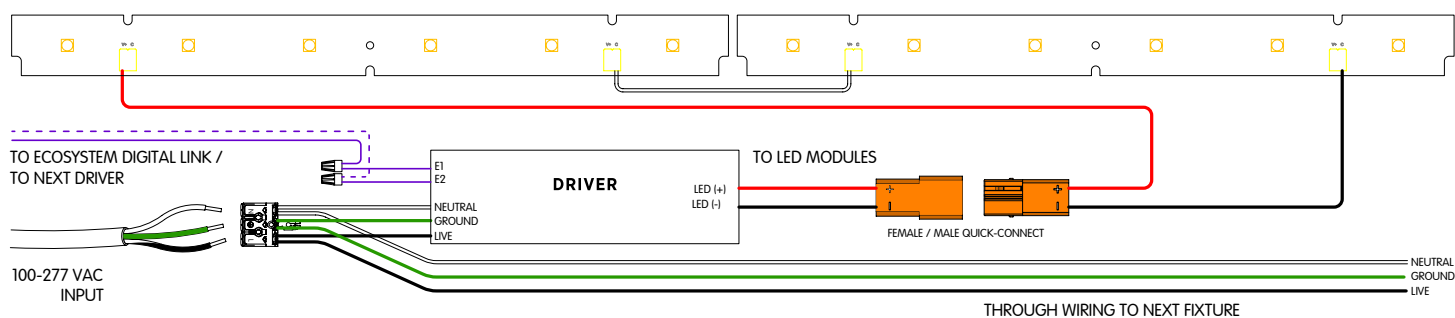 V+ C
V+ C
V+ C
V+ C
TO ECOSYSTEM DIGITAL LINK /
TO NEXT DRIVER
E1
E2
DRIVER
TO LED MODULES
LED (+)
LED (-)
+
+
FEMALE / MALE QUICK-CONNECT
NEUTRAL
GROUND
LIVE
100-277 VAC
INPUT
NEUTRAL
GROUND
LIVE
THROUGH WIRING TO NEXT FIXTURE